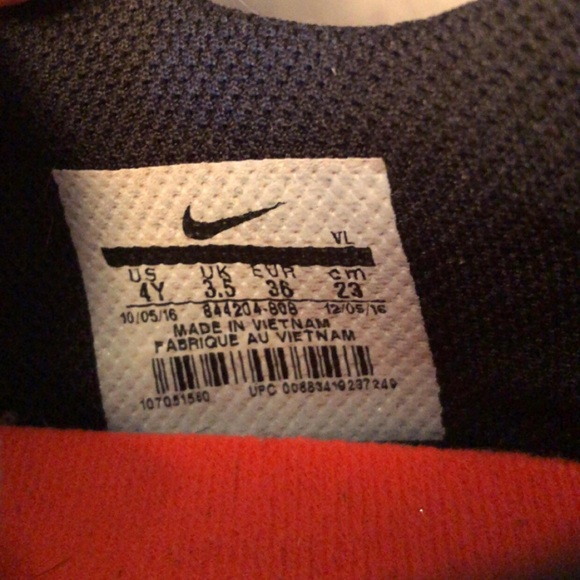 VL
US UK EUR cm
4Y 3.5 36 23
10/05/16 844204-808 12/05/16
MADE IN VIETNAM
FABRIQUE AU VIETNAM
107051560 UPC 00883419237249